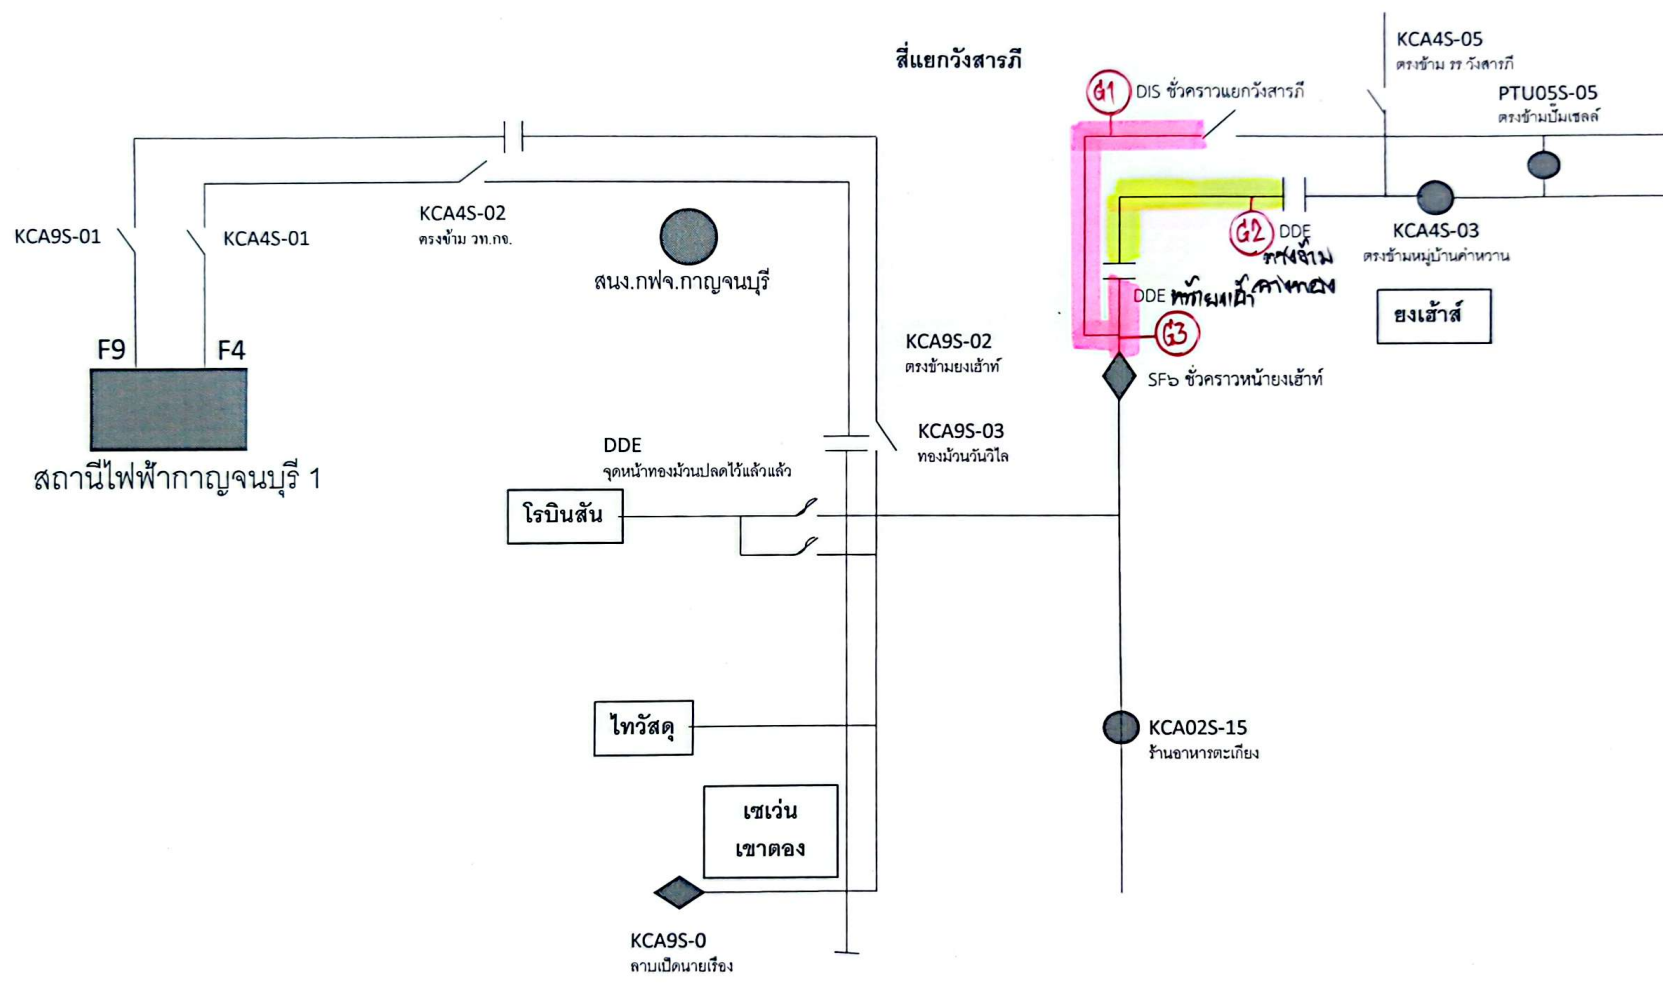 สี่แยกวังสารภี
KCA4S-05
ตรงข้าม รร วังสารภี
G1
DIS ชั่วคราวแยกวังสารภี
PTU05S-05
ตรงข้ามปั๊มเชลล์
KCA9S-01
KCA4S-01
KCA4S-02
ตรงข้าม วท.กจ.
สนง.กฟจ.กาญจนบุรี
G2
DDE
KCA4S-03
ตรงข้ามหมู่บ้านค่าหวาน
DDE
G3
ยงเฮ้าส์
F9
F4
สถานีไฟฟ้ากาญจนบุรี 1
KCA9S-02
ตรงข้ามยงเฮ้าท์
SF๖ ชั่วคราวหน้ายงเฮ้าท์
KCA9S-03
ทองม้วนวันวิไล
DDE
จุดหน้าทองม้วนปลดไว้แล้วแล้ว
โรบินสัน
ไทวัสดุ
KCA02S-15
ร้านอาหารตะเกียง
เซเว่น
เขาตอง
KCA9S-0
ลาบเป็ดนายเรือง